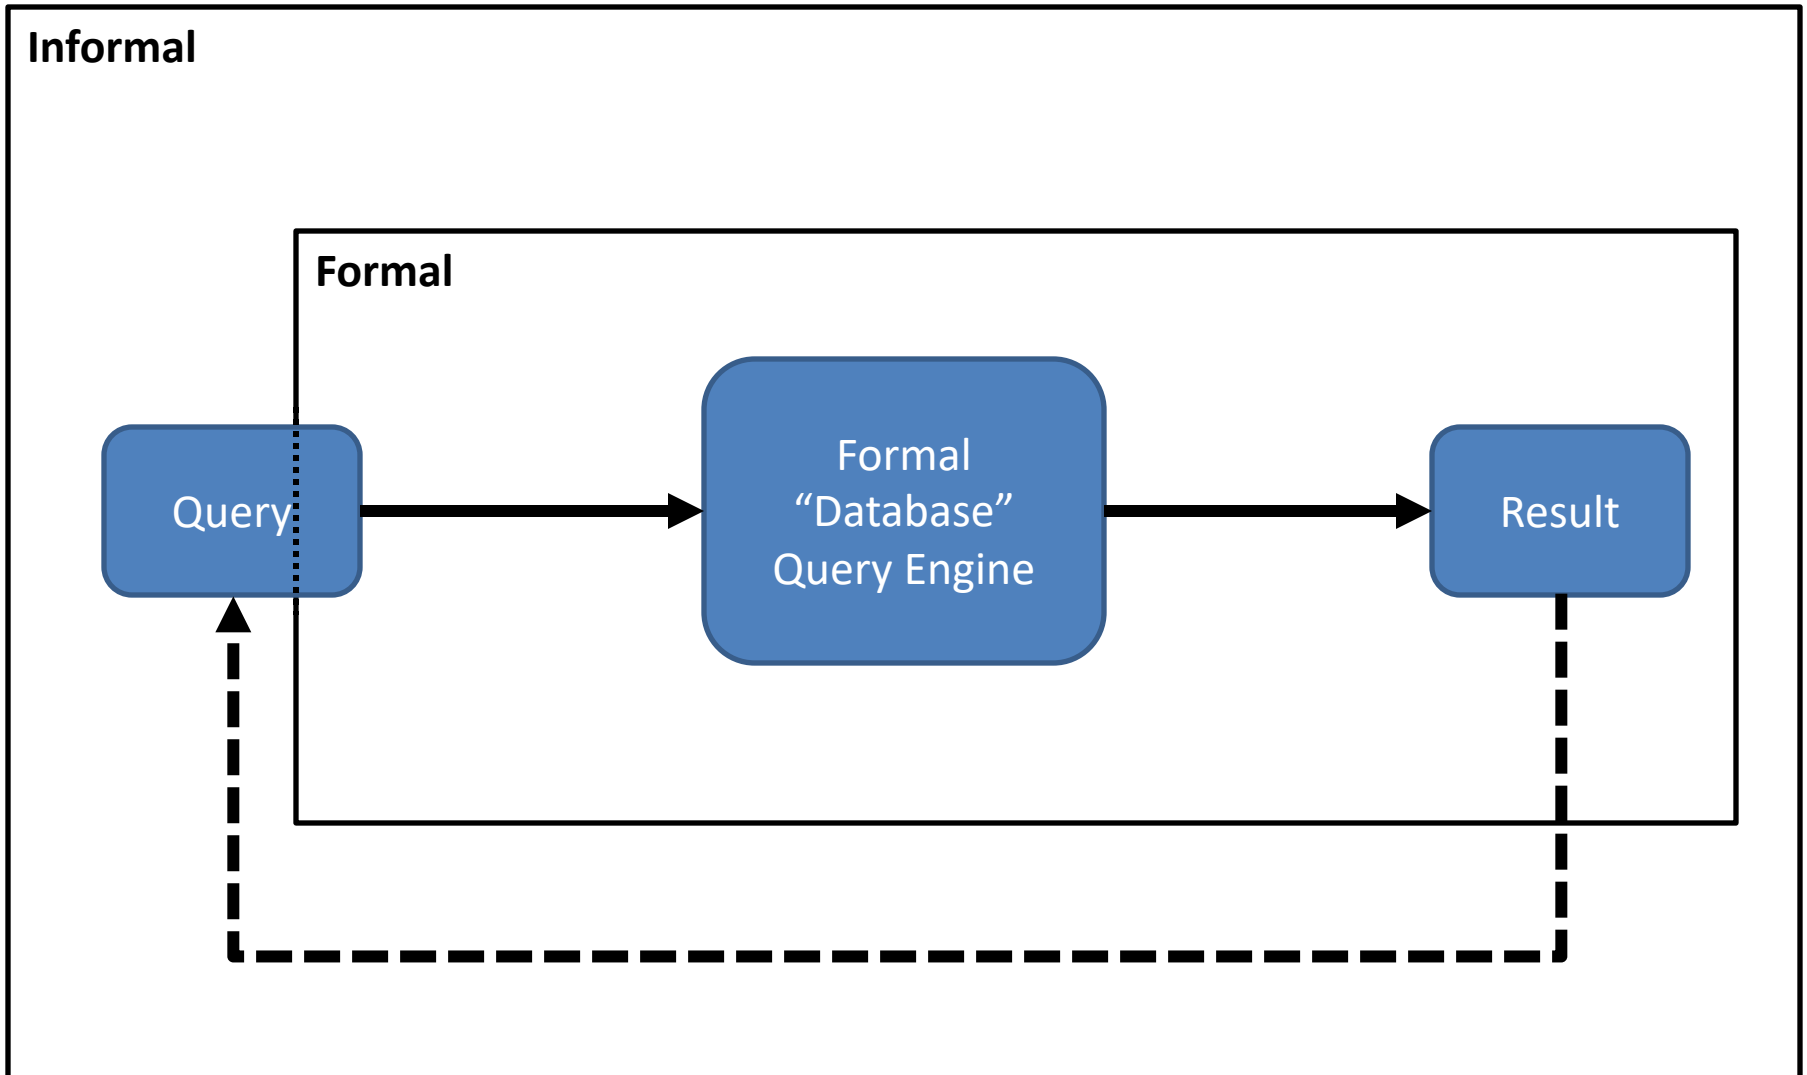 Informal
Formal
Query
Formal
“Database”
Query Engine
Result